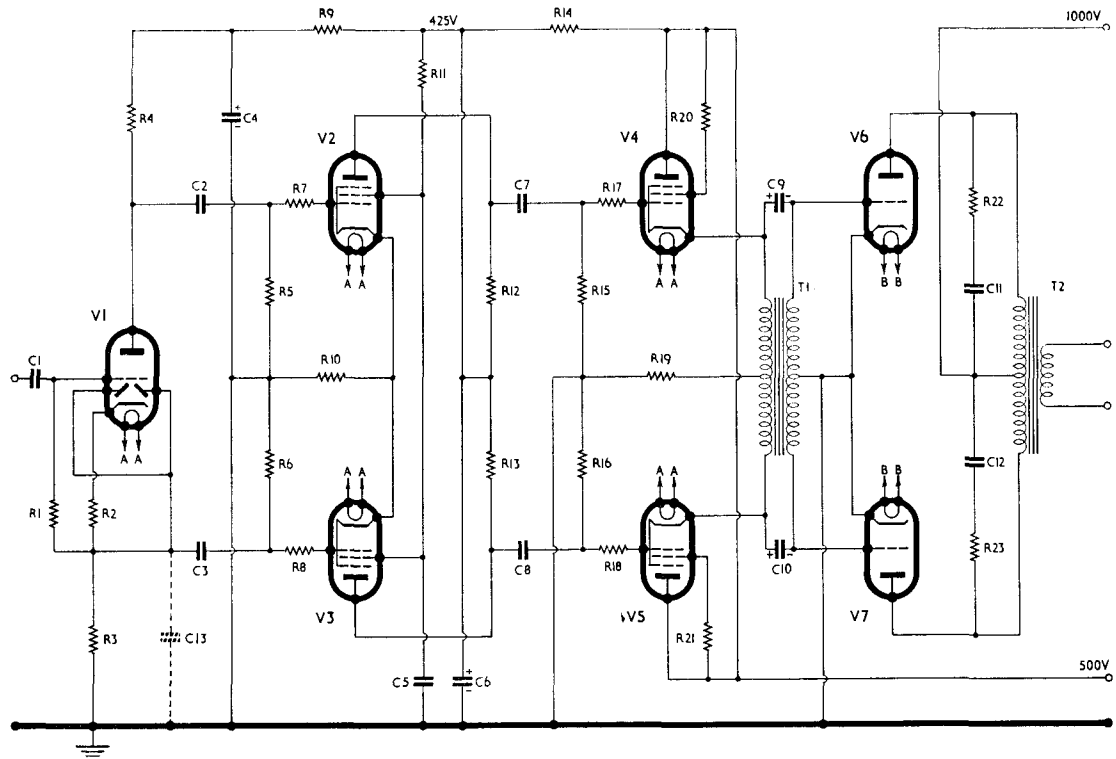 R9
425V
R14
1000V
R11
R4
C4
V2
V4
R20
V6
C2
R7
C7
R17
C9
+ -
R22
A A
A A
B B
R5
R12
R15
T1
C11
T2
V1
C1
R10
R19
A A
R6
R13
R16
C12
A A
A A
B B
R1
R2
C3
R8
C8
R18
C10
+ -
R23
V3
V5
V7
R3
C13
R21
C5
C6
500V